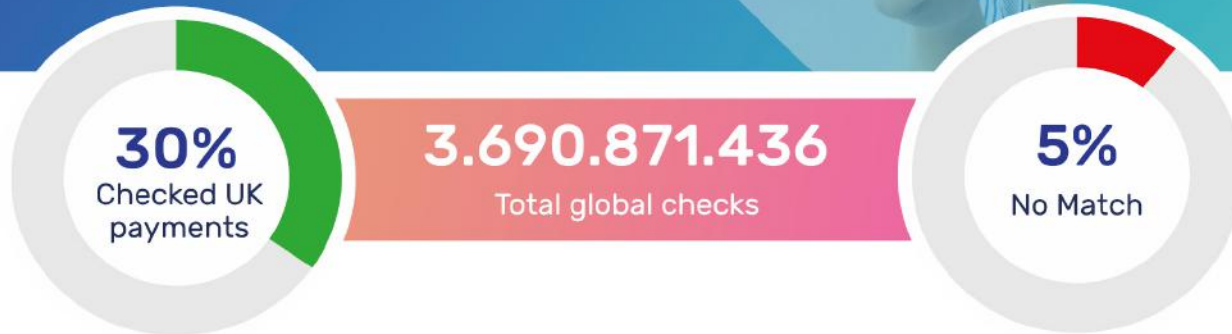 30%
Checked UK
payments
3.690.871.436
Total global checks
5%
No Match